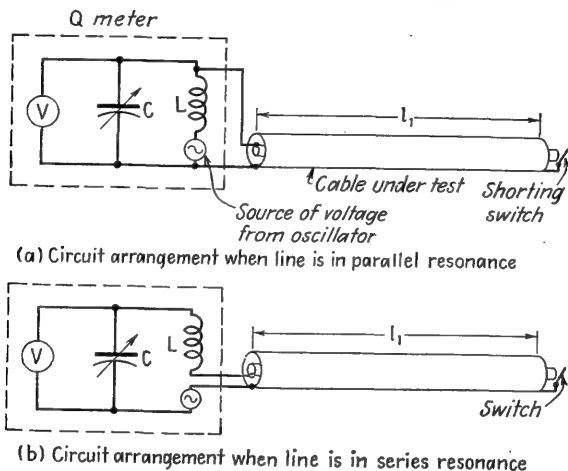 Q meter
V
C
L
l₁
Cable under test
Shorting
switch
Source of voltage
from oscillator
(a) Circuit arrangement when line is in parallel resonance
V
C
L
l₁
Switch
(b) Circuit arrangement when line is in series resonance